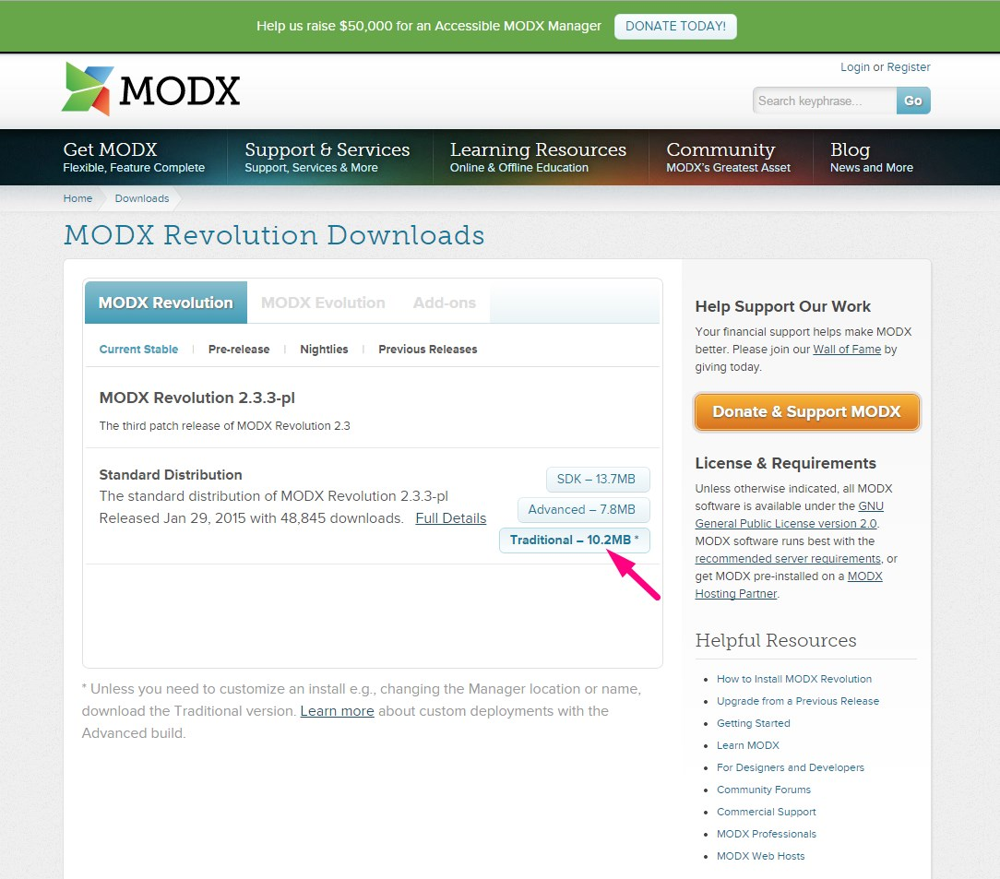 Help us raise $50,000 for an Accessible MODX Manager DONATE TODAY!
Login or Register
MODX
Search keyphrase... Go
Get MODX
Flexible, Feature Complete
Support & Services
Support, Services & More
Learning Resources
Online & Offline Education
Community
MODX's Greatest Asset
Blog
News and More
Home Downloads
MODX Revolution Downloads
MODX Revolution MODX Evolution Add-ons
Current Stable | Pre-release | Nightlies | Previous Releases
MODX Revolution 2.3.3-pl
The third patch release of MODX Revolution 2.3
Standard Distribution
The standard distribution of MODX Revolution 2.3.3-pl
Released Jan 29, 2015 with 48,845 downloads. Full Details
SDK – 13.7MB
Advanced – 7.8MB
Traditional – 10.2MB *
* Unless you need to customize an install e.g., changing the Manager location or name,
download the Traditional version. Learn more about custom deployments with the
Advanced build.
Help Support Our Work
Your financial support helps make MODX
better. Please join our Wall of Fame by
giving today.
Donate & Support MODX
License & Requirements
Unless otherwise indicated, all MODX
software is available under the GNU
General Public License version 2.0.
MODX software runs best with the
recommended server requirements, or
get MODX pre-installed on a MODX
Hosting Partner.
Helpful Resources
• How to Install MODX Revolution
• Upgrade from a Previous Release
• Getting Started
• Learn MODX
• For Designers and Developers
• Community Forums
• Commercial Support
• MODX Professionals
• MODX Web Hosts